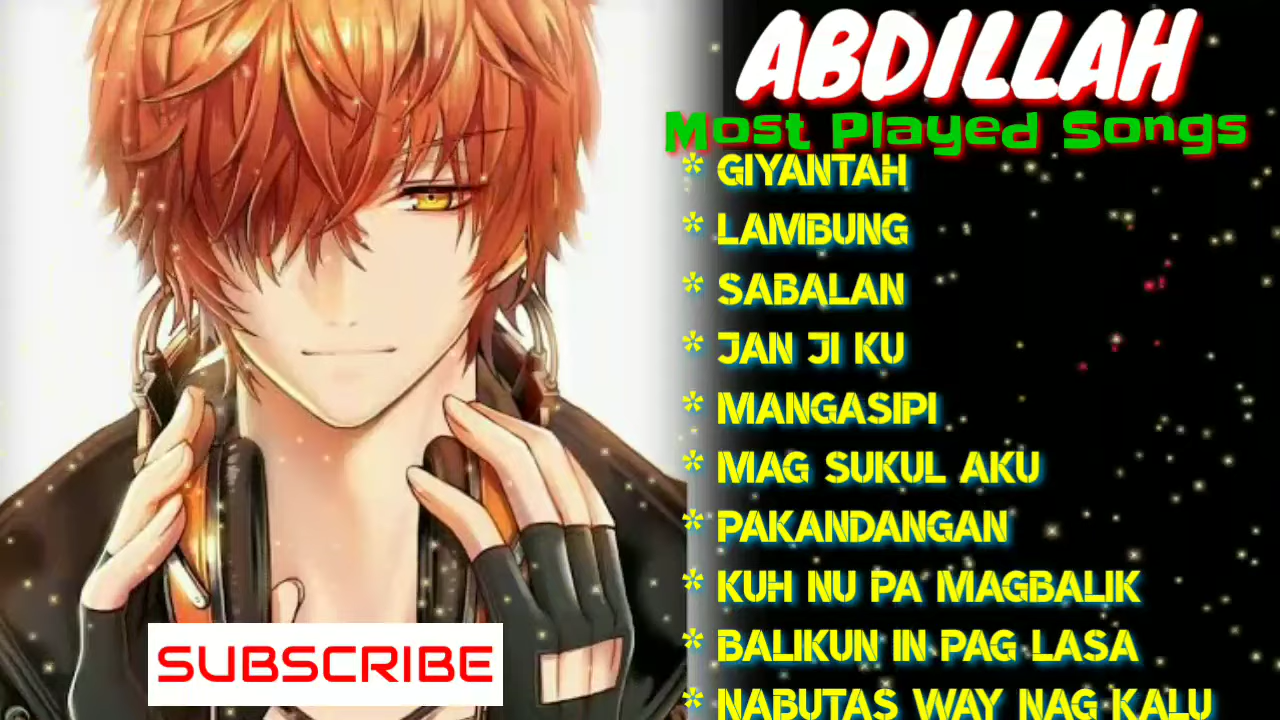 ABDILLAH
Most Played Songs
* GIYANTAH
* LAMBUNG
* SABALAN
* JAN JI KU
* MANGASIPI
* MAG SUKUL AKU
* PAKANDANGAN
* KUH NU PA MAGBALIK
* BALIKUN IN PAG LASA
* NABUTAS WAY NAG KALU
SUBSCRIBE